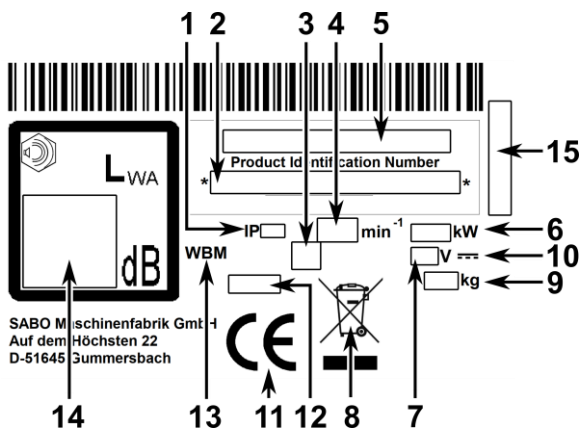 1 2 3 4 5
Product Identification Number
* *
15
LWA
IP min-1 kW 6
WBM V 10
dB kg 9
SABO Maschinenfabrik GmbH
Auf dem Höchsten 22
D-51645 Gummersbach
CE
14 13 11 12 8 7